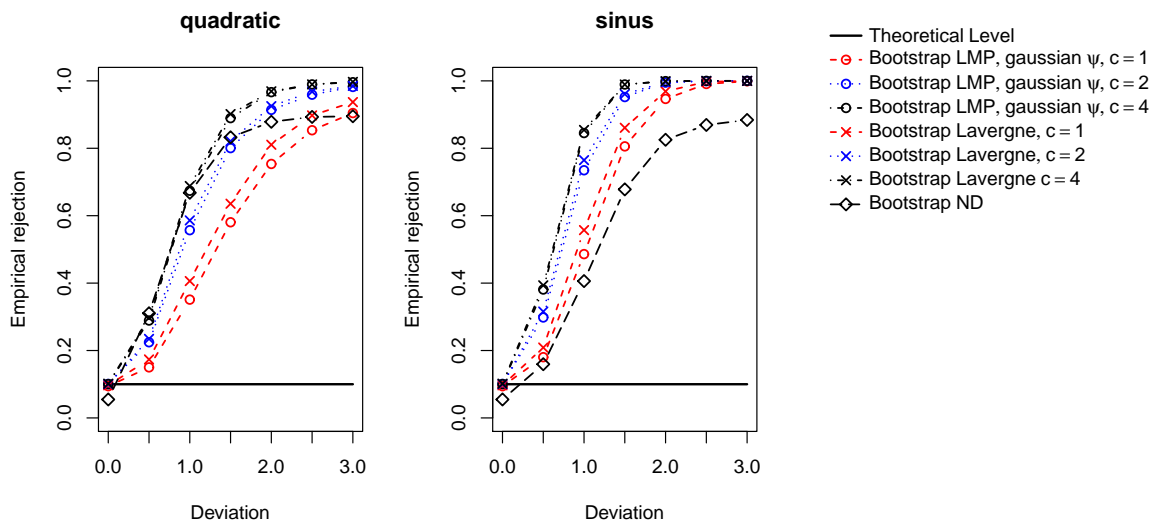 quadratic
Empirical rejection
1.0
0.8
0.6
0.4
0.2
0.0
0.0 1.0 2.0 3.0
Deviation
sinus
Empirical rejection
1.0
0.8
0.6
0.4
0.2
0.0
0.0 1.0 2.0 3.0
Deviation
Theoretical Level
Bootstrap LMP, gaussian ψ, c = 1
Bootstrap LMP, gaussian ψ, c = 2
Bootstrap LMP, gaussian ψ, c = 4
Bootstrap Lavergne, c = 1
Bootstrap Lavergne, c = 2
Bootstrap Lavergne c = 4
Bootstrap ND